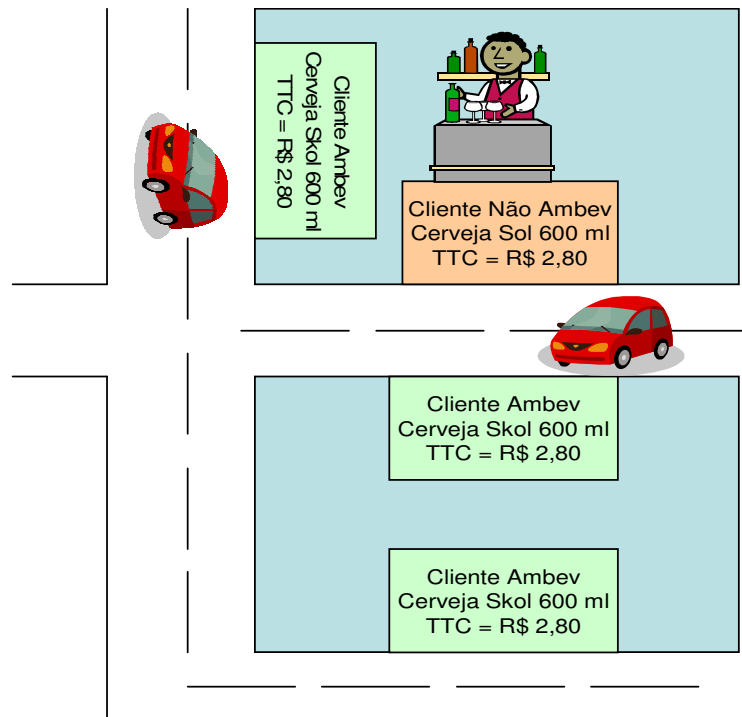 Cliente Ambev
Cerveja Skol 600 ml
TTC = R$ 2,80
Cliente Não Ambev
Cerveja Sol 600 ml
TTC = R$ 2,80
Cliente Ambev
Cerveja Skol 600 ml
TTC = R$ 2,80
Cliente Ambev
Cerveja Skol 600 ml
TTC = R$ 2,80